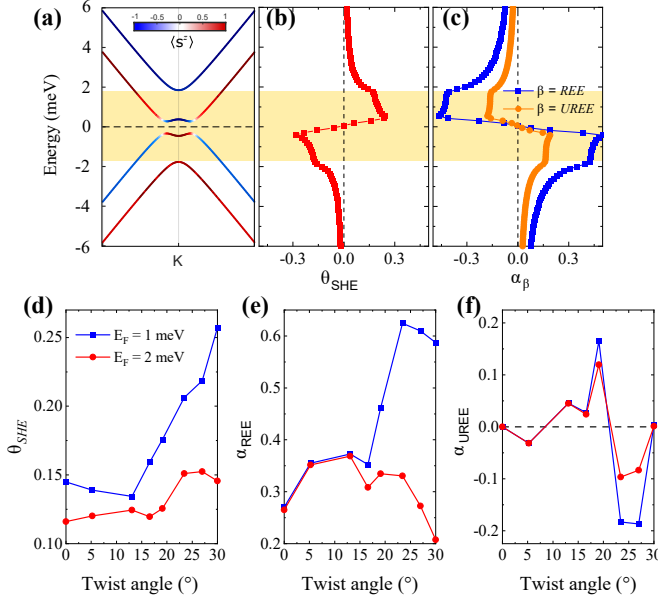 (a)
-1 0 1
⟨s^z⟩
6
4
2
0
-2
-4
-6
Energy (meV)
K
(b)
-0.3 0.0 0.3
θ_SHE
(c)
β = REE
β = UREE
-0.3 0.0 0.3
α_β
(d)
E_F = 1 meV
E_F = 2 meV
0.25
0.20
0.15
0.10
θ_SHE
0 5 10 15 20 25 30
Twist angle (°)
(e)
0.6
0.5
0.4
0.3
0.2
α_REE
0 5 10 15 20 25 30
Twist angle (°)
(f)
0.2
0.1
0.0
-0.1
-0.2
α_UREE
0 5 10 15 20 25 30
Twist angle (°)